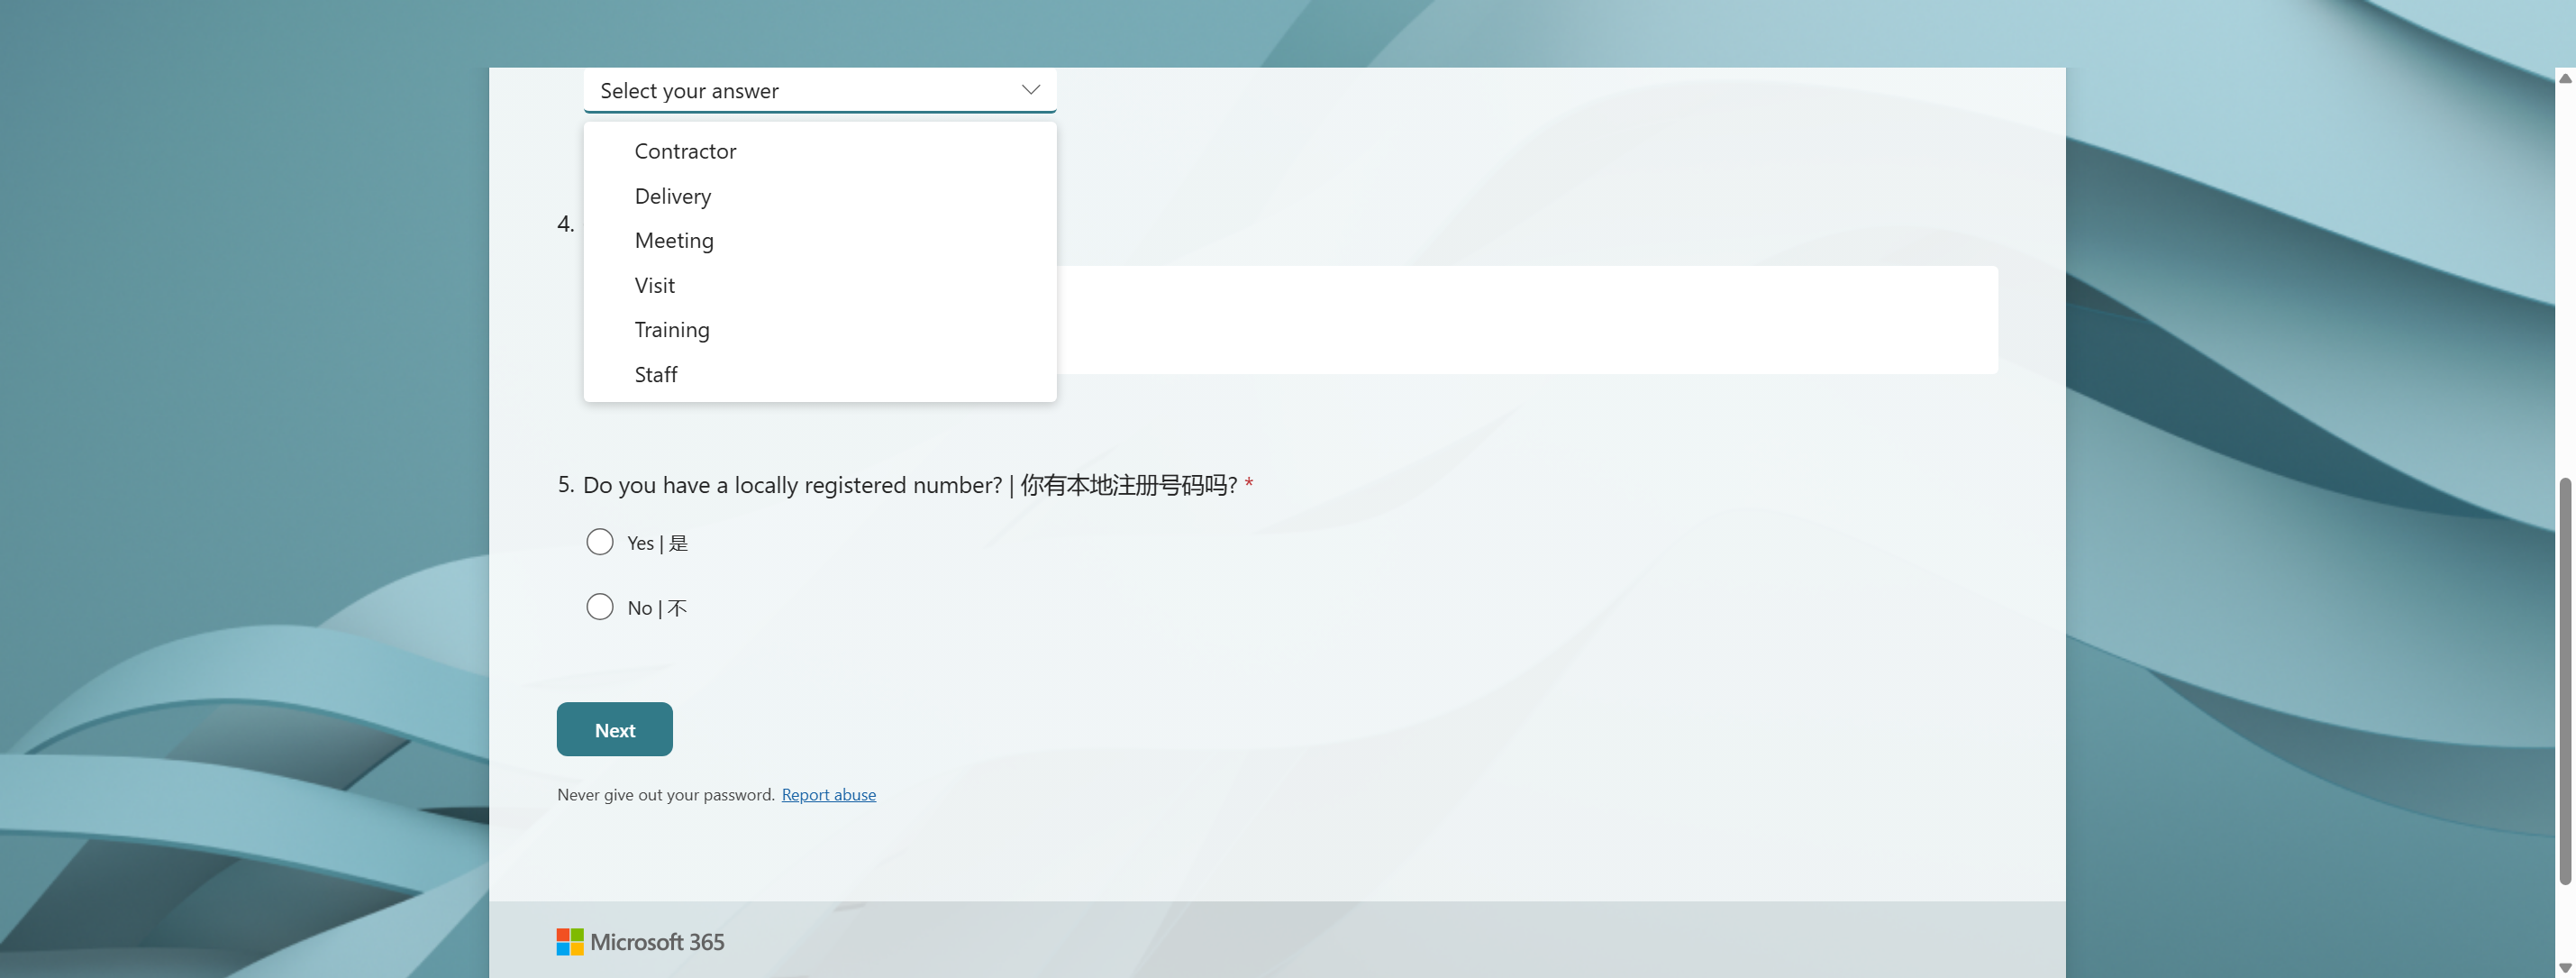 Select your answer
Contractor
Delivery
4.
Meeting
Visit
Training
Staff
5. Do you have a locally registered number? | 你有本地注册号码吗? *
Yes | 是
No | 不
Next
Never give out your password. Report abuse
Microsoft 365